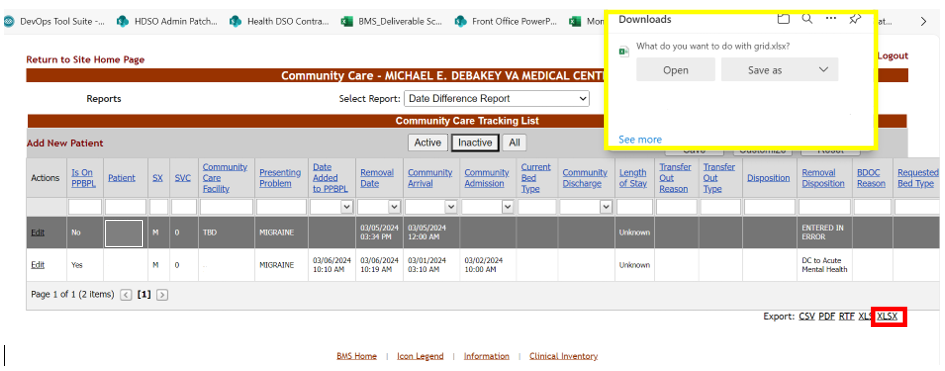 DevOps Tool Suite -... HDSO Admin Patch... Health DSO Contra... BMS_Deliverable Sc... Front Office PowerP... Mon
Downloads
What do you want to do with grid.xlsx?
Open Save as
See more
Return to Site Home Page Logout
Community Care - MICHAEL E. DEBAKEY VA MEDICAL CENT
Reports Select Report: Date Difference Report
Community Care Tracking List
Add New Patient Active Inactive All
Actions Is On PPBPL Patient SX SVC Community Care Facility Presenting Problem Date Added to PPBPL Removal Date Community Arrival Community Admission Current Bed Type Community Discharge Length of Stay Transfer Out Reason Transfer Out Type Disposition Removal Disposition BDOC Reason Requested Bed Type
Edit No M 0 TBD MIGRAINE 03/05/2024 03:34 PM 03/05/2024 12:00 AM Unknown ENTERED IN ERROR
Edit Yes M 0 MIGRAINE 03/06/2024 10:10 AM 03/06/2024 10:19 AM 03/01/2024 03:10 AM 03/02/2024 10:00 AM Unknown DC to Acute Mental Health
Page 1 of 1 (2 items) < [1] >
Export: CSV PDF RTF XLS XLSX
BMS Home | Icon Legend | Information | Clinical Inventory